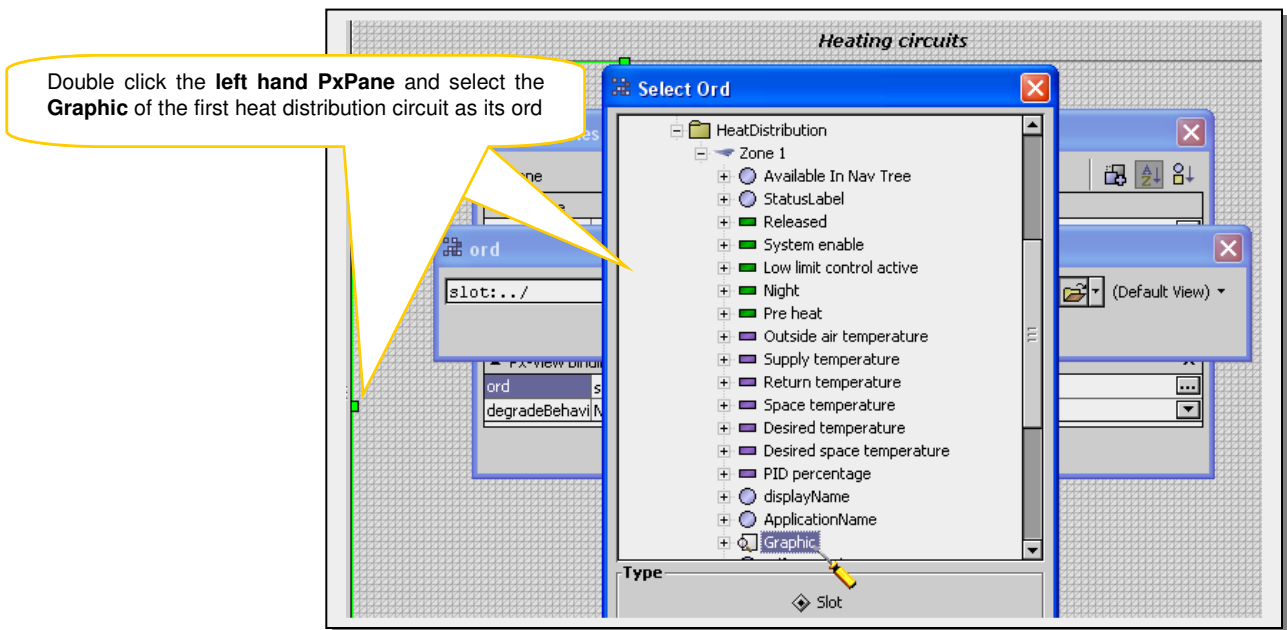 Heating circuits
Double click the left hand PxPane and select the
Graphic of the first heat distribution circuit as its ord
Select Ord
HeatDistribution
Zone 1
Available In Nav Tree
StatusLabel
Released
System enable
Low limit control active
Night
Pre heat
Outside air temperature
Supply temperature
Return temperature
Space temperature
Desired temperature
Desired space temperature
PID percentage
displayName
ApplicationName
Graphic
Type
Slot
ord
slot:../
(Default View)
ord
degradeBehavi